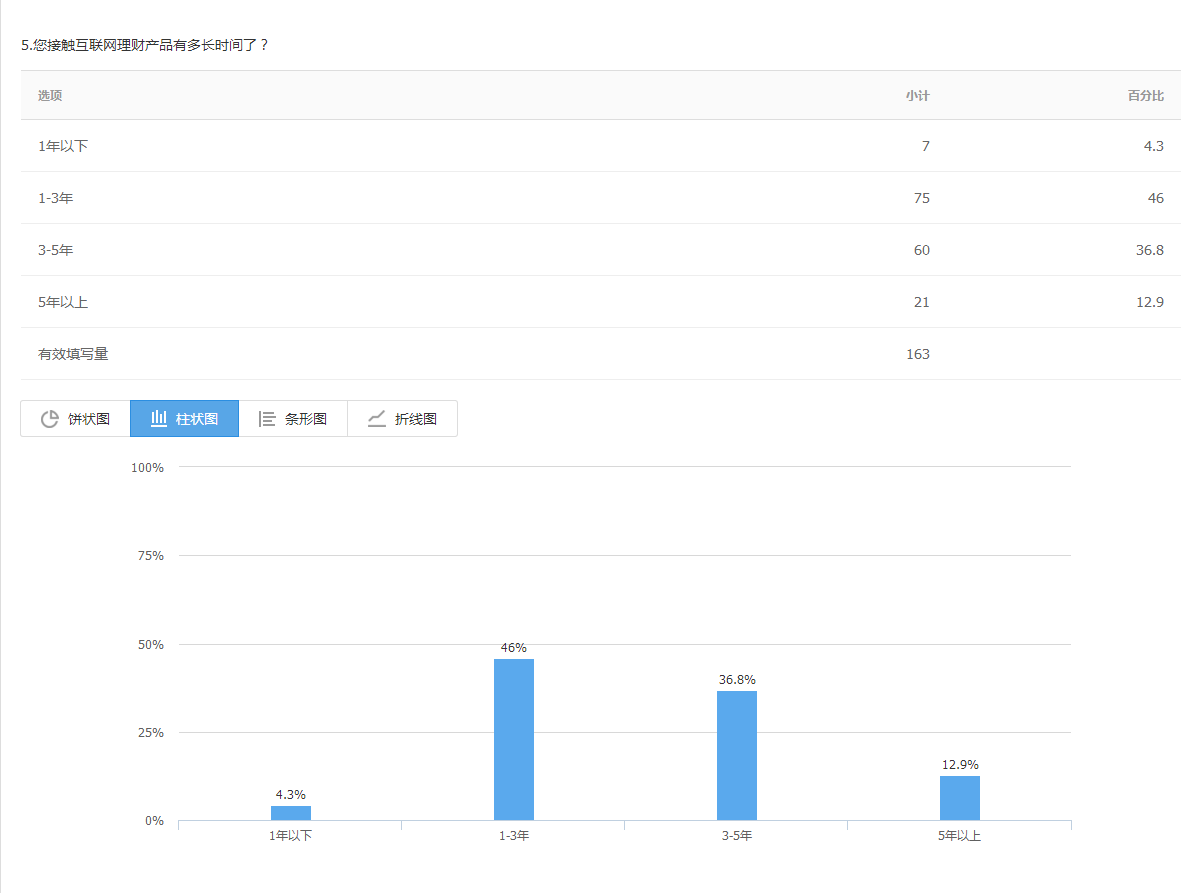 5.您接触互联网理财产品有多长时间了？
选项 小计 百分比
1年以下 7 4.3
1-3年 75 46
3-5年 60 36.8
5年以上 21 12.9
有效填写量 163
饼状图 柱状图 条形图 折线图
100%
75%
50%
46%
36.8%
25%
12.9%
4.3%
0%
1年以下 1-3年 3-5年 5年以上